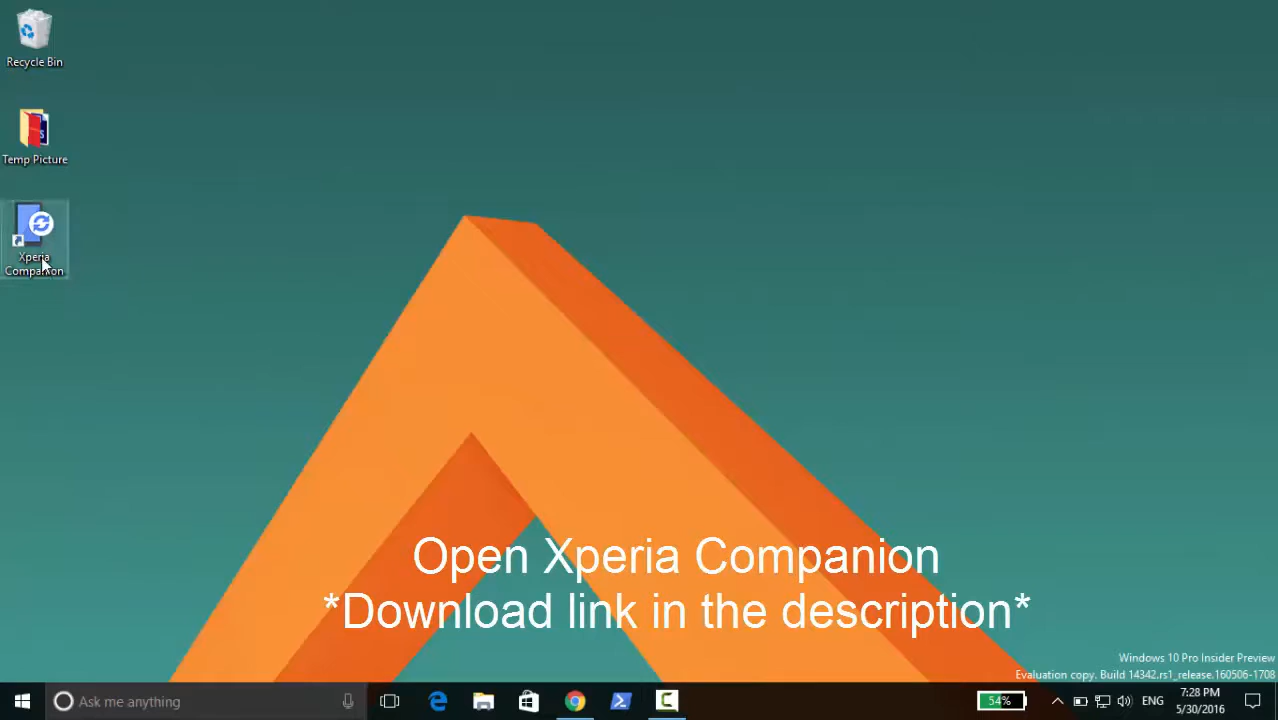 Recycle Bin
Temp Picture
Xperia
Companion
Open Xperia Companion
*Download link in the description*
Windows 10 Pro Insider Preview
Evaluation copy. Build 14342.rs1_release.160506-1708
Ask me anything
54%
ENG
7:28 PM
5/30/2016